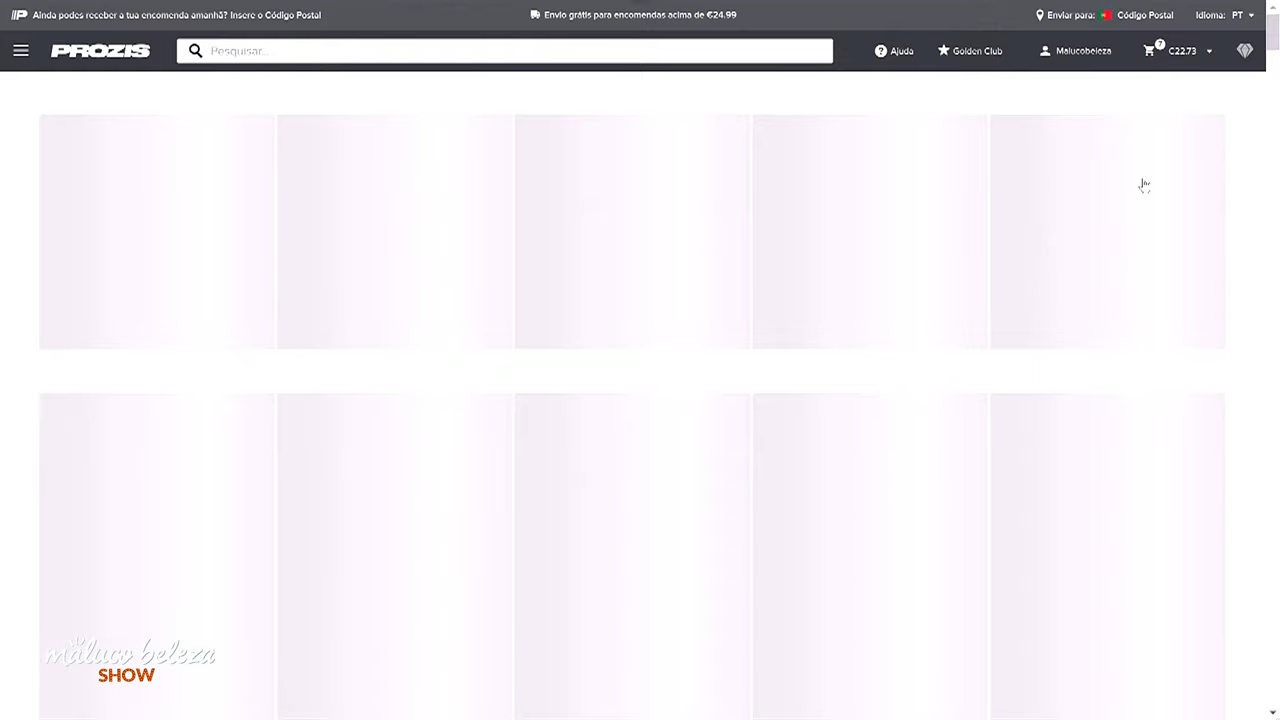 Ainda podes receber a tua encomenda amanhã? Insere o Código Postal
Envio grátis para encomendas acima de €24.99
Enviar para: Código Postal
Idioma: PT
PROZIS
Pesquisar...
Ajuda
Golden Club
Malucobeleza
7
€22.73
maluco beleza
SHOW